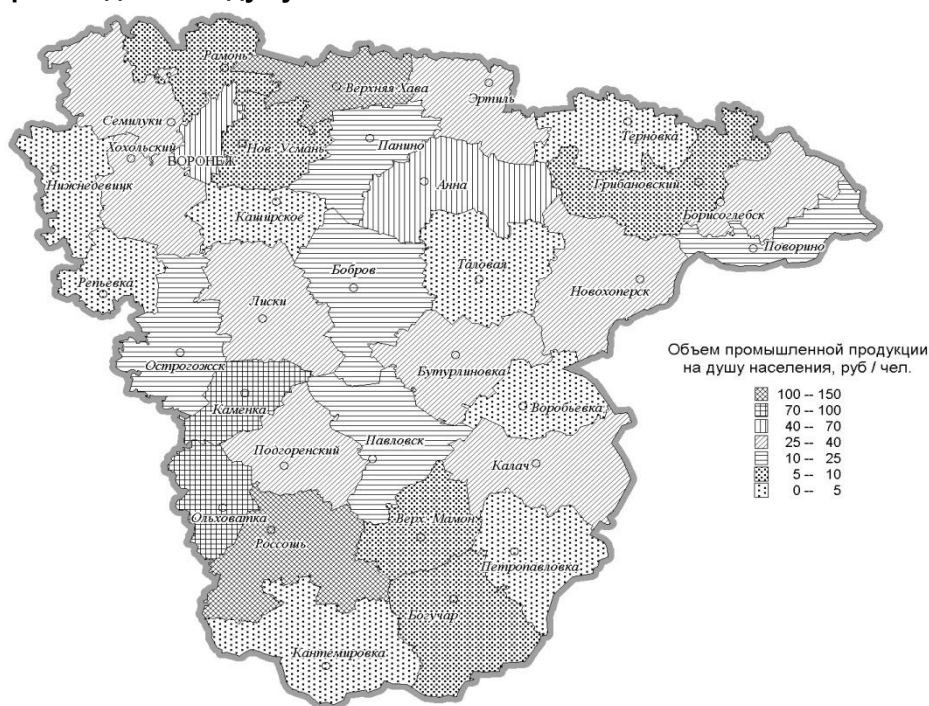 Рамонь
Верхняя Хава
Эртиль
Семилуки
Терновка
Хохольский
Нов. Усмань
Панино
ВОРОНЕЖ
Нижнедевицк
Анна
Грибановский
Каширское
Борисоглебск
Поворино
Репьевка
Бобров
Таловая
Новохоперск
Лиски
Острогожск
Бутурлиновка
Объем промышленной продукции
на душу населения, руб / чел.
100 -- 150
70 -- 100
40 -- 70
25 -- 40
10 -- 25
5 -- 10
0 -- 5
Каменка
Воробьевка
Павловск
Подгоренский
Калач
Ольховатка
Верх. Мамон
Россошь
Петропавловка
Богучар
Кантемировка